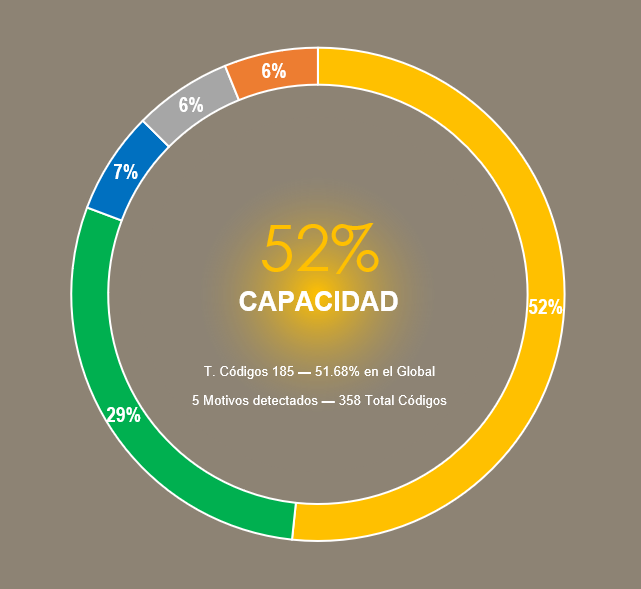 6%
6%
7%
52%
CAPACIDAD
52%
T. Códigos 185 — 51.68% en el Global
5 Motivos detectados — 358 Total Códigos
29%